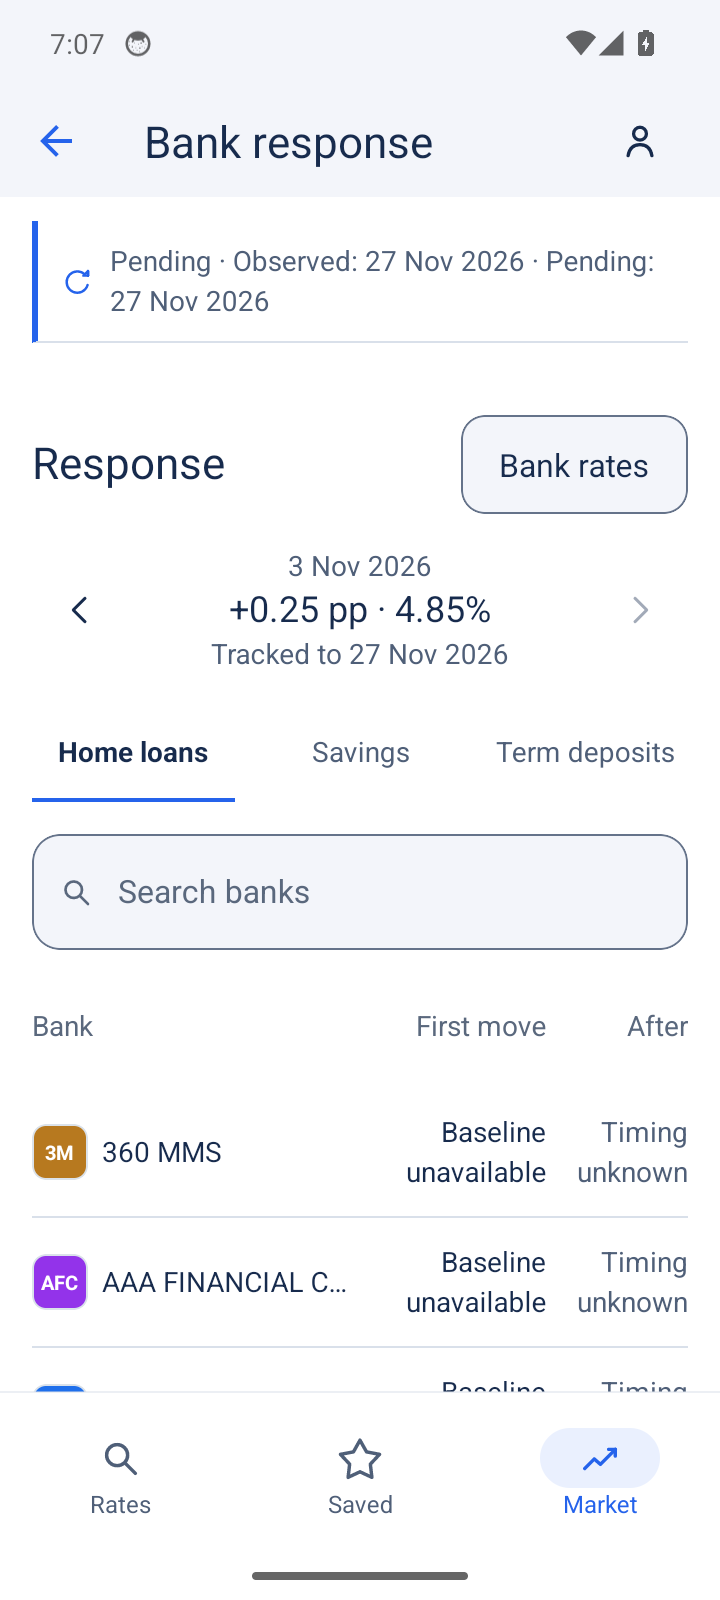 7:07
Bank response
Pending · Observed: 27 Nov 2026 · Pending:
27 Nov 2026
Response
Bank rates
3 Nov 2026
+0.25 pp · 4.85%
Tracked to 27 Nov 2026
Home loans Savings Term deposits
Search banks
Bank First move After
3M 360 MMS Baseline unavailable Timing unknown
AFC AAA FINANCIAL C... Baseline unavailable Timing unknown
Baseline Timing
Rates Saved Market